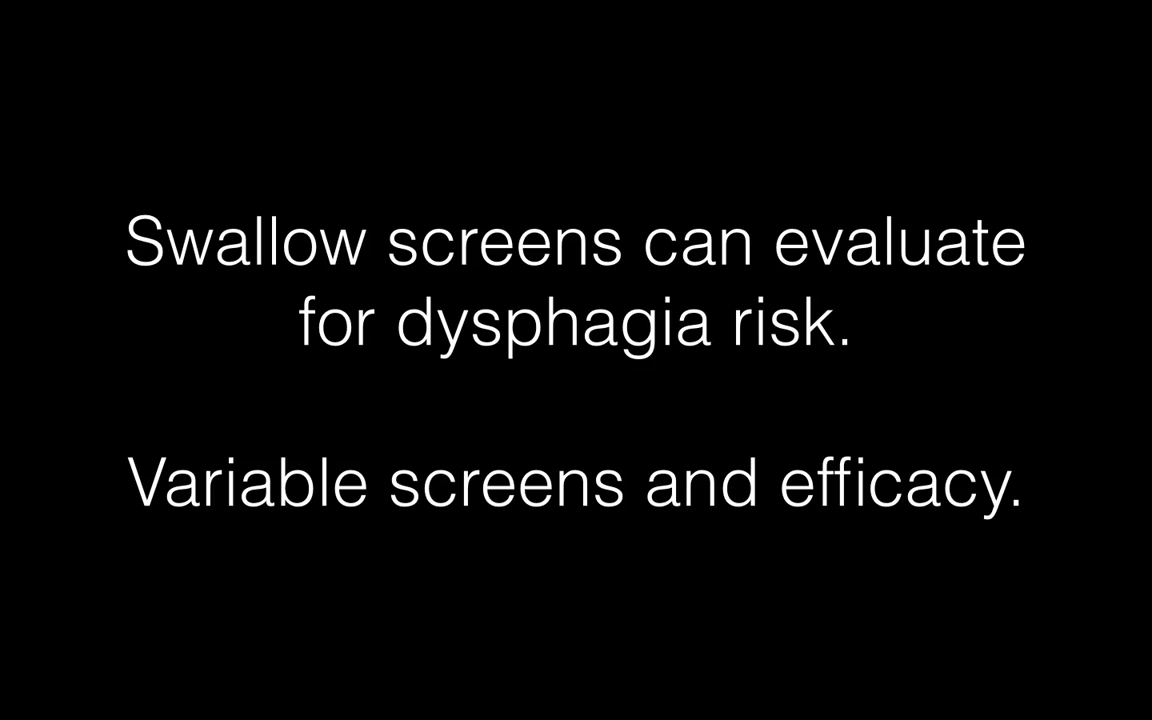 Swallow screens can evaluate
for dysphagia risk.
Variable screens and efficacy.